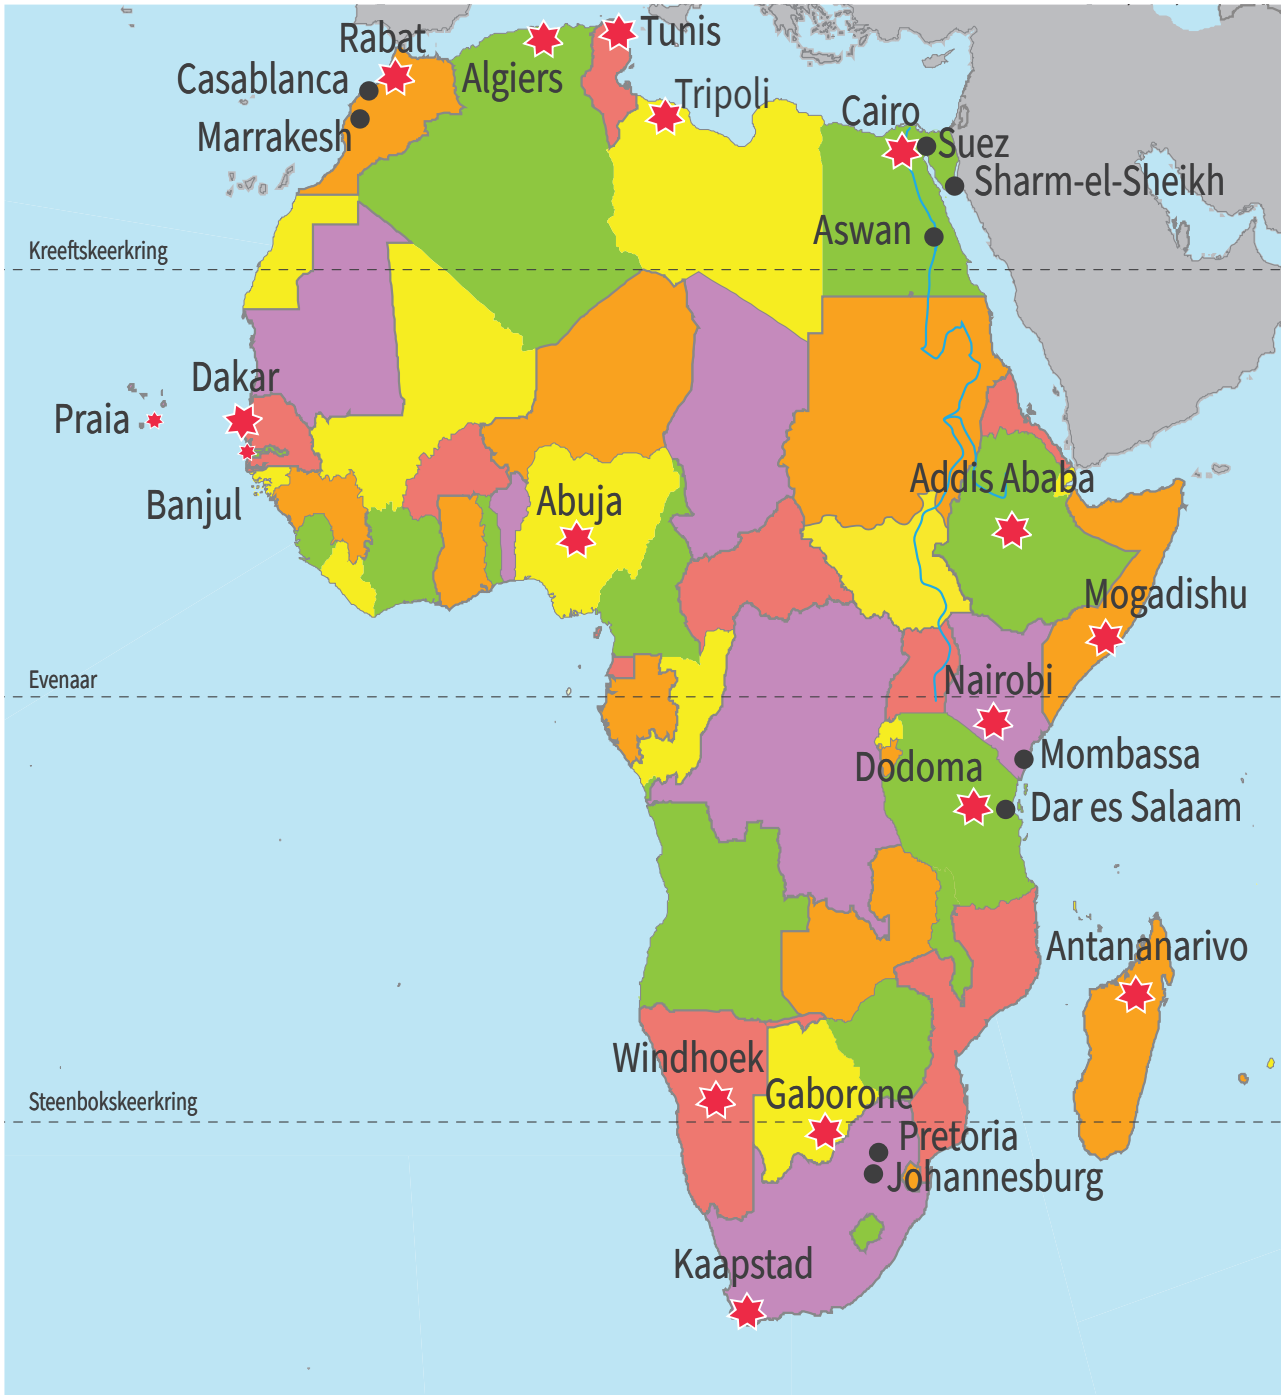 Rabat
Tunis
Casablanca
Algiers
Tripoli
Cairo
Marrakesh
Suez
Sharm-el-Sheikh
Aswan
Kreeftskeerkring
Dakar
Praia
Addis Ababa
Banjul
Abuja
Mogadishu
Evenaar
Nairobi
Mombassa
Dodoma
Dar es Salaam
Antananarivo
Windhoek
Gaborone
Steenbokskeerkring
Pretoria
Johannesburg
Kaapstad